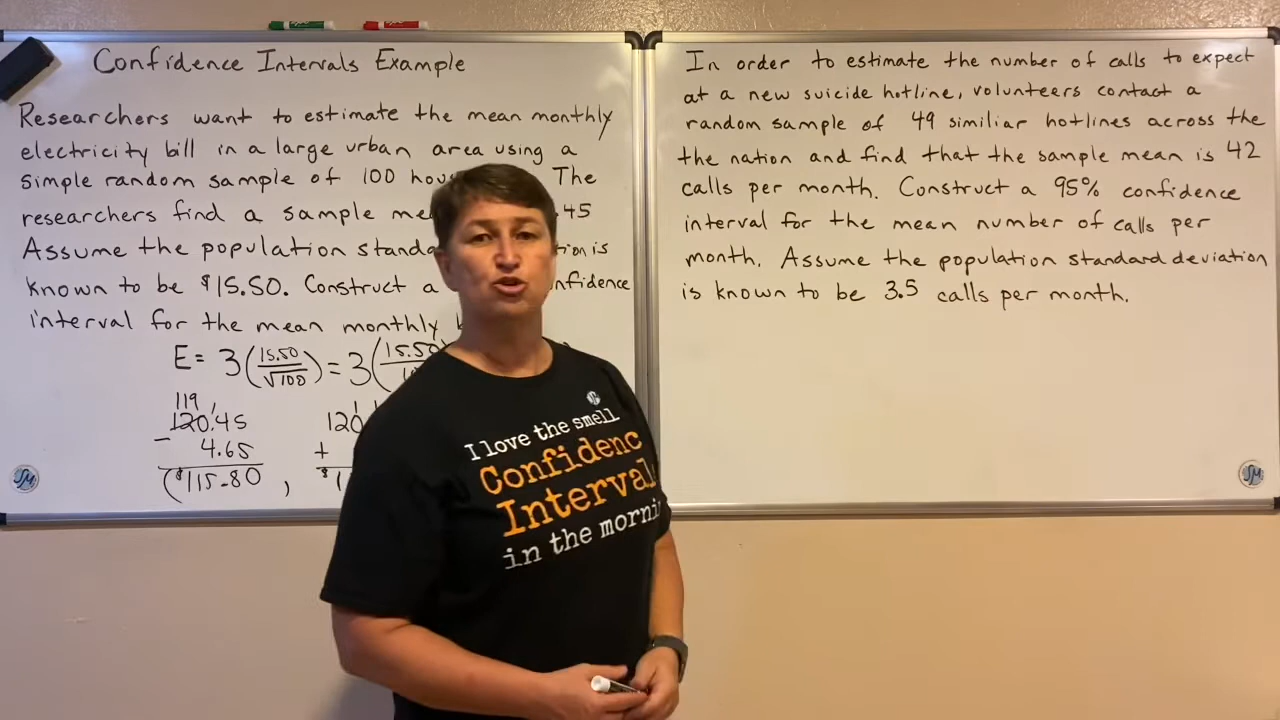 Confidence Intervals Example
Researchers want to estimate the mean monthly
electricity bill in a large urban area using a
simple random sample of 100 The
researchers find a sample .45
Assume the population
known to be $15.50. Construct a
interval for the mean monthly
E= 3(15.50/√100)=3(15.50
119
120.45
- 4.65
($115.80 ,
120
+
$1
In order to estimate the number of calls to expect
at a new suicide hotline, volunteers contact a
random sample of 49 similiar hotlines across the
the nation and find that the sample mean is 42
calls per month. Construct a 95% confidence
interval for the mean number of calls per
month. Assume the population standard deviation
is known to be 3.5 calls per month.
SM
SM
I love the smell
Confidenc
Interval
in the morni